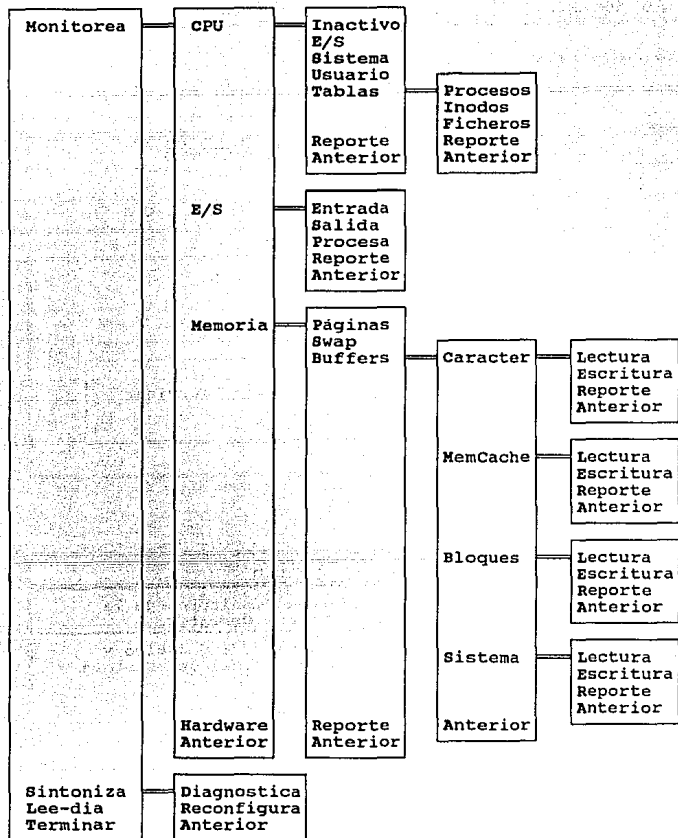 Monitorea CPU Inactivo
E/S
Sistema
Usuario
Tablas Procesos
Inodos
Ficheros
Reporte Reporte
Anterior Anterior
E/S Entrada
Salida
Procesa
Reporte
Anterior
Memoria Páginas
Swap
Buffers Caracter Lectura
Escritura
Reporte
Anterior
MemCache Lectura
Escritura
Reporte
Anterior
Bloques Lectura
Escritura
Reporte
Anterior
Sistema Lectura
Escritura
Reporte
Anterior
Hardware Reporte Anterior
Anterior Anterior
Sintoniza Diagnostica
Lee-dia Reconfigura
Terminar Anterior